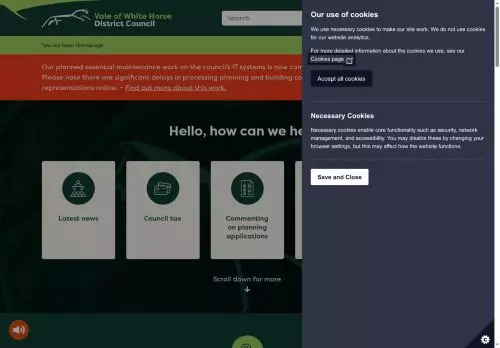 Vale of White Horse
District Council
Search
You are here: Homepage
Our planned essential maintenance work on the council's IT systems is now com
Please note there are significant delays in processing planning and building co
representations online. - Find out more about this work.
Hello, how can we he
Latest news
Council tax
Commenting
on planning
applications
Scroll down for more
Our use of cookies
We use necessary cookies to make our site work. We do not use cookies
for our website analytics.
For more detailed information about the cookies we use, see our
Cookies page
Accept all cookies
Necessary Cookies
Necessary cookies enable core functionality such as security, network
management, and accessibility. You may disable these by changing your
browser settings, but this may affect how the website functions.
Save and Close